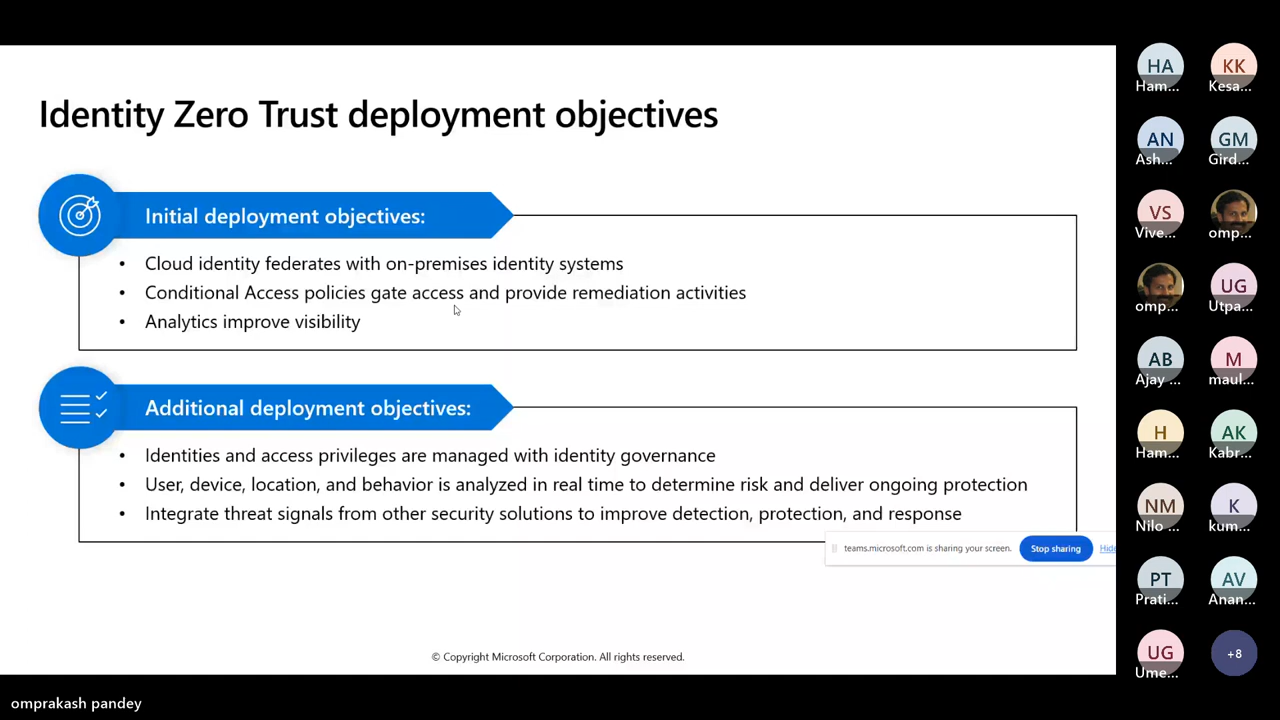 Identity Zero Trust deployment objectives
Initial deployment objectives:
• Cloud identity federates with on-premises identity systems
• Conditional Access policies gate access and provide remediation activities
• Analytics improve visibility
Additional deployment objectives:
• Identities and access privileges are managed with identity governance
• User, device, location, and behavior is analyzed in real time to determine risk and deliver ongoing protection
• Integrate threat signals from other security solutions to improve detection, protection, and response
teams.microsoft.com is sharing your screen. Stop sharing Hide
© Copyright Microsoft Corporation. All rights reserved.
omprakash pandey
HA KK
Ham... Kesa...
AN GM
Ash... Gird...
VS
Vive... omp...
UG
omp... Utpa...
AB M
Ajay ... maul...
H AK
Ham... Kabr...
NM K
Nilo ... kum...
PT AV
Prati... Anan...
UG +8
Ume...